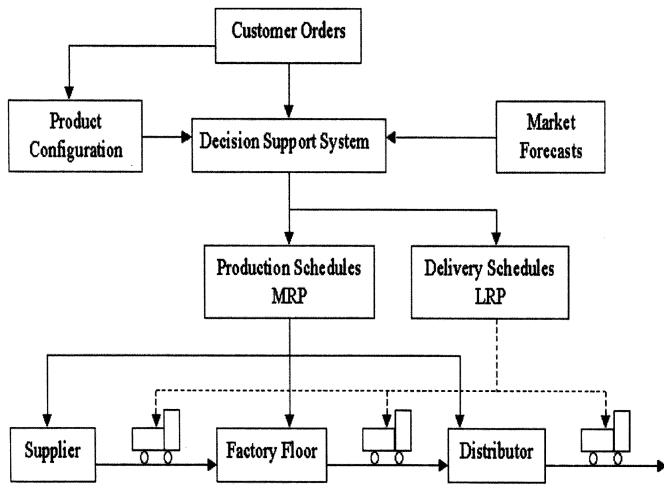 Customer Orders
Product
Configuration
Decision Support System
Market
Forecasts
Production Schedules
MRP
Delivery Schedules
LRP
Supplier
Factory Floor
Distributor